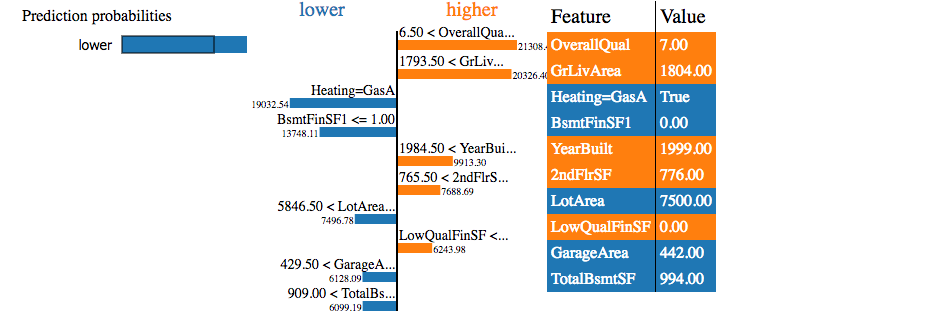 Prediction probabilities
lower
lower
higher
6.50 < OverallQua...
21308.4
1793.50 < GrLiv...
20326.40
Heating=GasA
19032.54
BsmtFinSF1 <= 1.00
13748.11
1984.50 < YearBui...
9913.30
765.50 < 2ndFlrS...
7688.69
5846.50 < LotArea...
7496.78
LowQualFinSF <...
6243.98
429.50 < GarageA...
6128.09
909.00 < TotalBs...
6099.19
Feature Value
OverallQual 7.00
GrLivArea 1804.00
Heating=GasA True
BsmtFinSF1 0.00
YearBuilt 1999.00
2ndFlrSF 776.00
LotArea 7500.00
LowQualFinSF 0.00
GarageArea 442.00
TotalBsmtSF 994.00